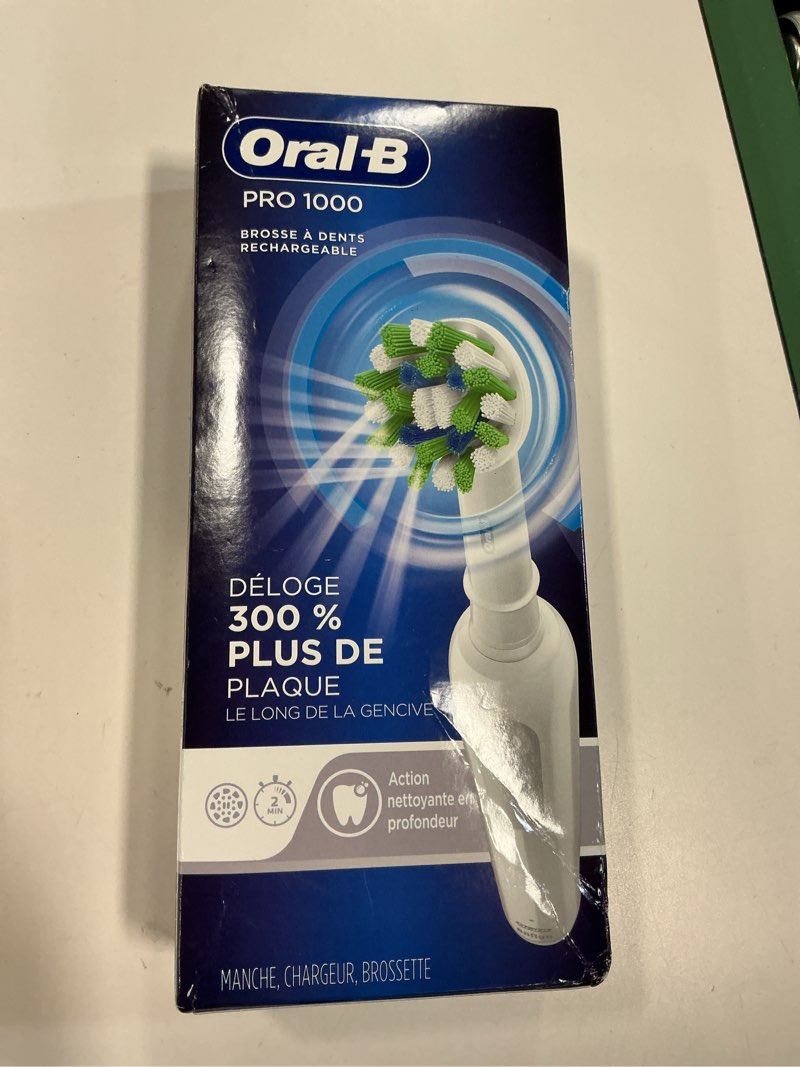 Oral-B
PRO 1000
BROSSE À DENTS
RECHARGEABLE
DÉLOGE
300 %
PLUS DE
PLAQUE
LE LONG DE LA GENCIVE
2
MIN
Action
nettoyante en
profondeur
MANCHE, CHARGEUR, BROSSETTE